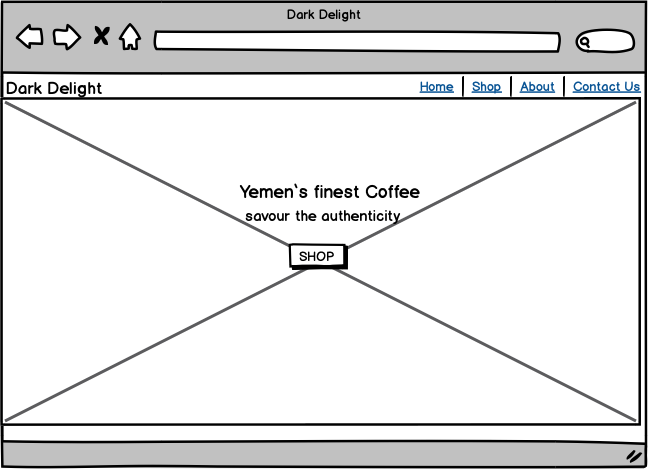 Dark Delight
Dark Delight
Home | Shop | About | Contact Us
Yemen`s finest Coffee
savour the authenticity
SHOP